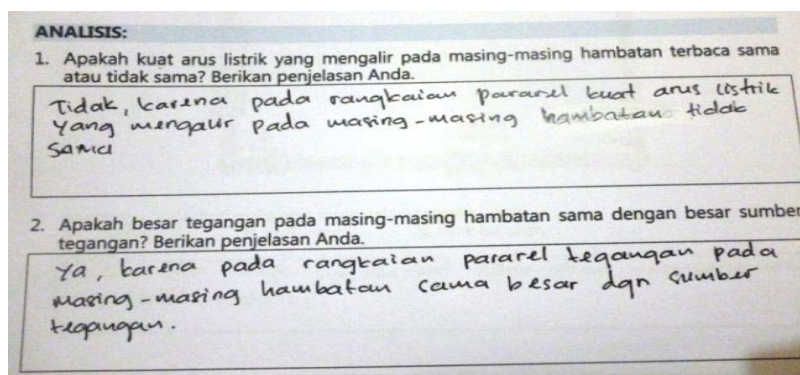 ANALISIS:
1. Apakah kuat arus listrik yang mengalir pada masing-masing hambatan terbaca sama
atau tidak sama? Berikan penjelasan Anda.
Tidak, karena pada rangkaian pararel kuat arus listrik
yang mengalir pada masing-masing hambatan tidak
sama
2. Apakah besar tegangan pada masing-masing hambatan sama dengan besar sumber
tegangan? Berikan penjelasan Anda.
Ya, karena pada rangkaian pararel tegangan pada
masing-masing hambatan sama besar dgn sumber
tegangan.